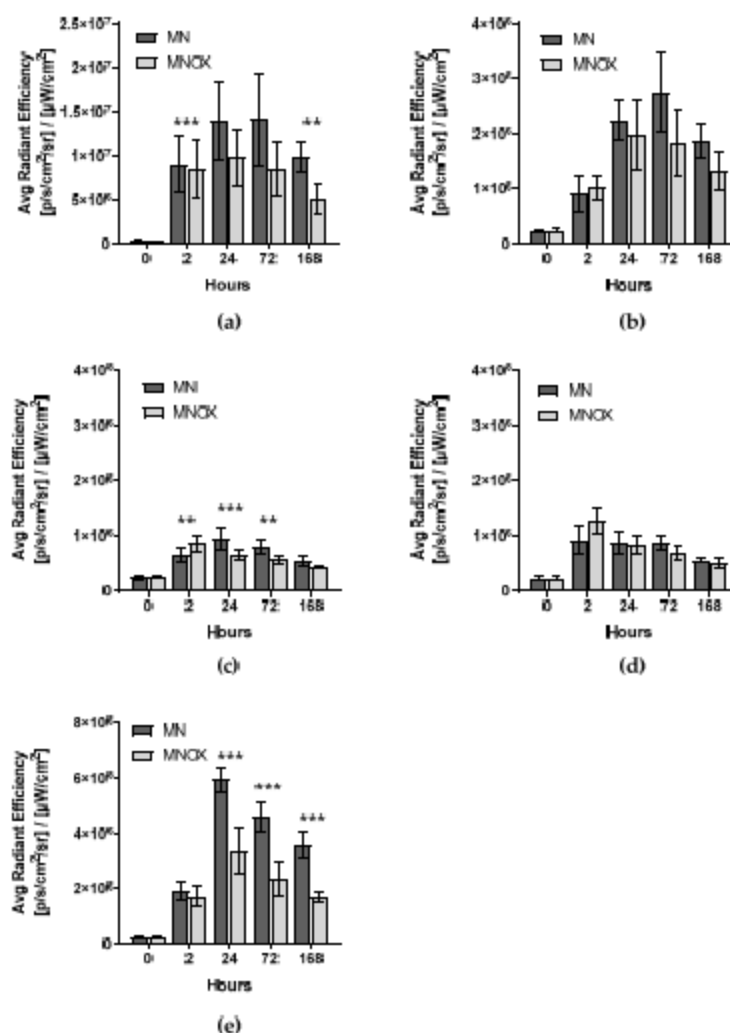 2.5×10⁷
2.0×10⁷
1.5×10⁷
1×10⁷
5×10⁶
0
Avg Radiant Efficiency
[p/s/cm²/sr] / [µW/cm²]
MN
MNOX
***
**
0 2 24 72 168
Hours
(a)
4×10⁶
3×10⁶
2×10⁶
1×10⁶
0
Avg Radiant Efficiency
[p/s/cm²/sr] / [µW/cm²]
MN
MNOX
0 2 24 72 168
Hours
(b)
4×10⁶
3×10⁶
2×10⁶
1×10⁶
0
Avg Radiant Efficiency
[p/s/cm²/sr] / [µW/cm²]
MN
MNOX
**
***
**
0 2 24 72 168
Hours
(c)
4×10⁶
3×10⁶
2×10⁶
1×10⁶
0
Avg Radiant Efficiency
[p/s/cm²/sr] / [µW/cm²]
MN
MNOX
0 2 24 72 168
Hours
(d)
8×10⁶
6×10⁶
4×10⁶
2×10⁶
0
Avg Radiant Efficiency
[p/s/cm²/sr] / [µW/cm²]
MN
MNOX
***
***
***
0 2 24 72 168
Hours
(e)